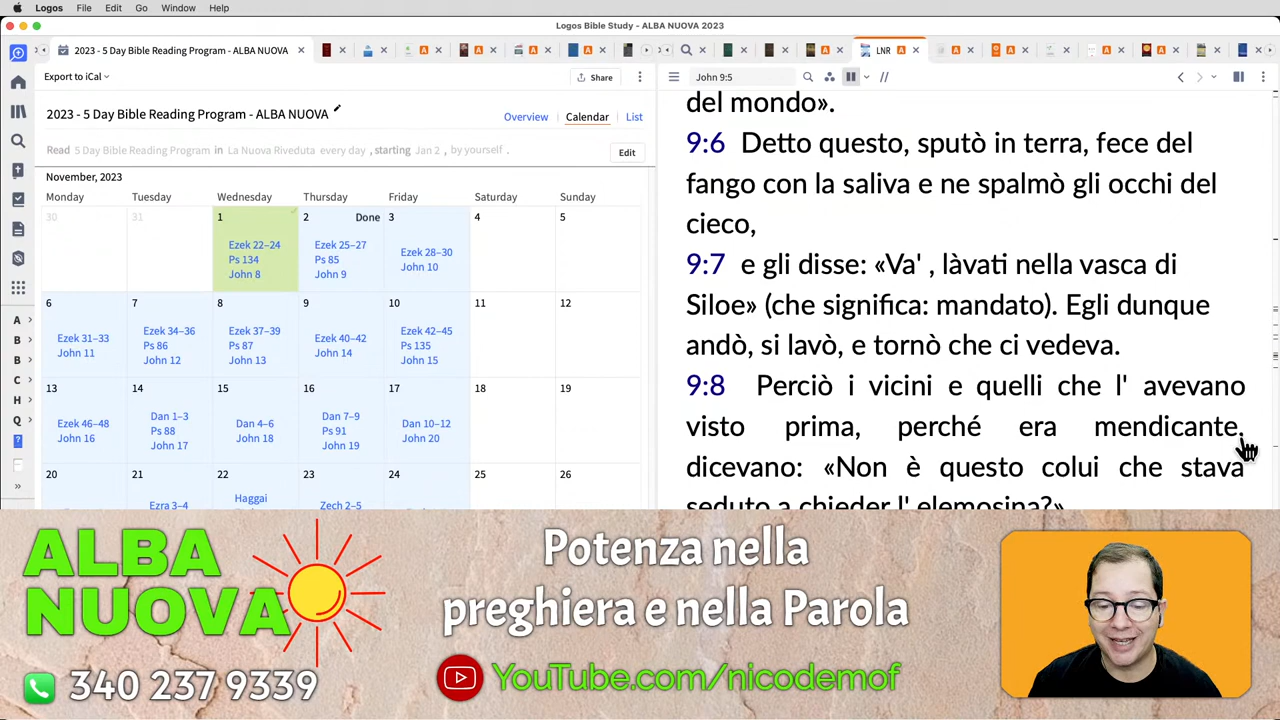 Logos File Edit Go Window Help
Logos Bible Study - ALBA NUOVA 2023
2023 - 5 Day Bible Reading Program - ALBA NUOVA
LNR
Export to iCal
Share
John 9:5
2023 - 5 Day Bible Reading Program - ALBA NUOVA
Overview Calendar List
Read 5 Day Bible Reading Program in La Nuova Riveduta every day , starting Jan 2 , by yourself .
Edit
November, 2023
Monday Tuesday Wednesday Thursday Friday Saturday Sunday
30 31 1 2 Done 3 4 5
Ezek 22–24 Ezek 25–27 Ezek 28–30
Ps 134 Ps 85 John 10
John 8 John 9
6 7 8 9 10 11 12
Ezek 31–33 Ezek 34–36 Ezek 37–39 Ezek 40–42 Ezek 42–45
John 11 Ps 86 Ps 87 John 14 Ps 135
John 12 John 13 John 15
13 14 15 16 17 18 19
Ezek 46–48 Dan 1–3 Dan 4–6 Dan 7–9 Dan 10–12
John 16 Ps 88 John 18 Ps 91 John 20
John 17 John 19
20 21 22 23 24 25 26
Ezra 3–4 Haggai Zech 2–5
A
B
B
C
H
Q
del mondo».
9:6 Detto questo, sputò in terra, fece del
fango con la saliva e ne spalmò gli occhi del
cieco,
9:7 e gli disse: «Va' , làvati nella vasca di
Siloe» (che significa: mandato). Egli dunque
andò, si lavò, e tornò che ci vedeva.
9:8 Perciò i vicini e quelli che l' avevano
visto prima, perché era mendicante,
dicevano: «Non è questo colui che stava
seduto a chieder l' elemosina?»
ALBA
NUOVA
340 237 9339
Potenza nella
preghiera e nella Parola
YouTube.com/nicodemof